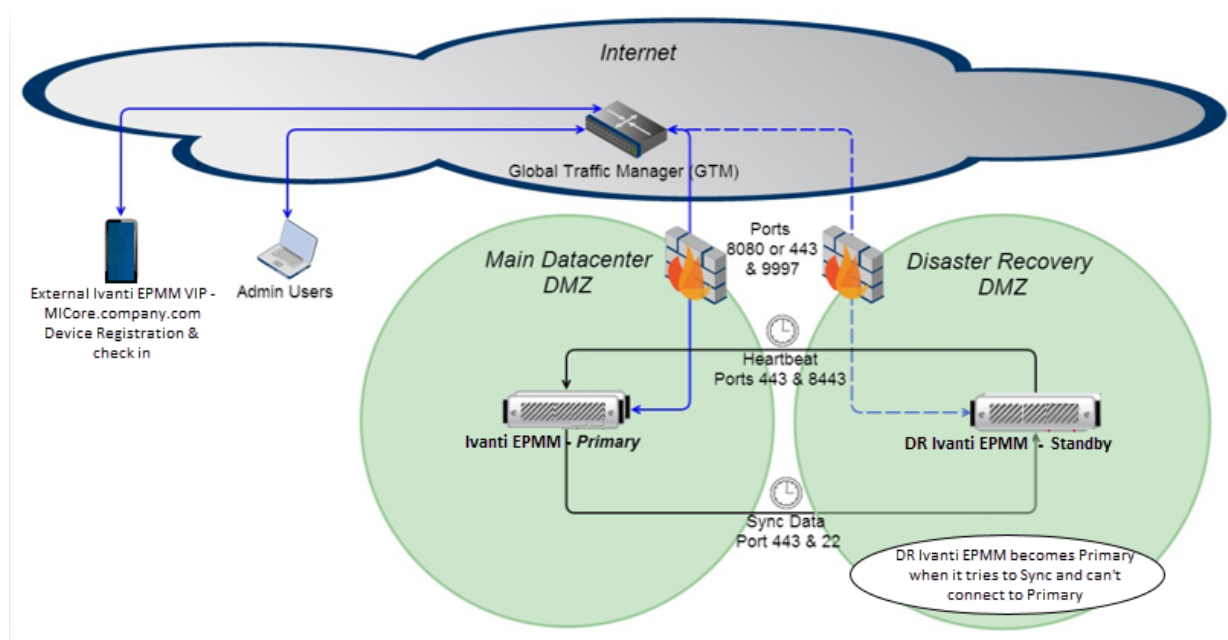 Internet
Global Traffic Manager (GTM)
External Ivanti EPMM VIP -
MICore.company.com
Device Registration &
check in
Admin Users
Main Datacenter
DMZ
Ports
8080 or 443
& 9997
Disaster Recovery
DMZ
Heartbeat
Ports 443 & 8443
Ivanti EPMM - Primary
DR Ivanti EPMM - Standby
Sync Data
Port 443 & 22
DR Ivanti EPMM becomes Primary
when it tries to Sync and can't
connect to Primary